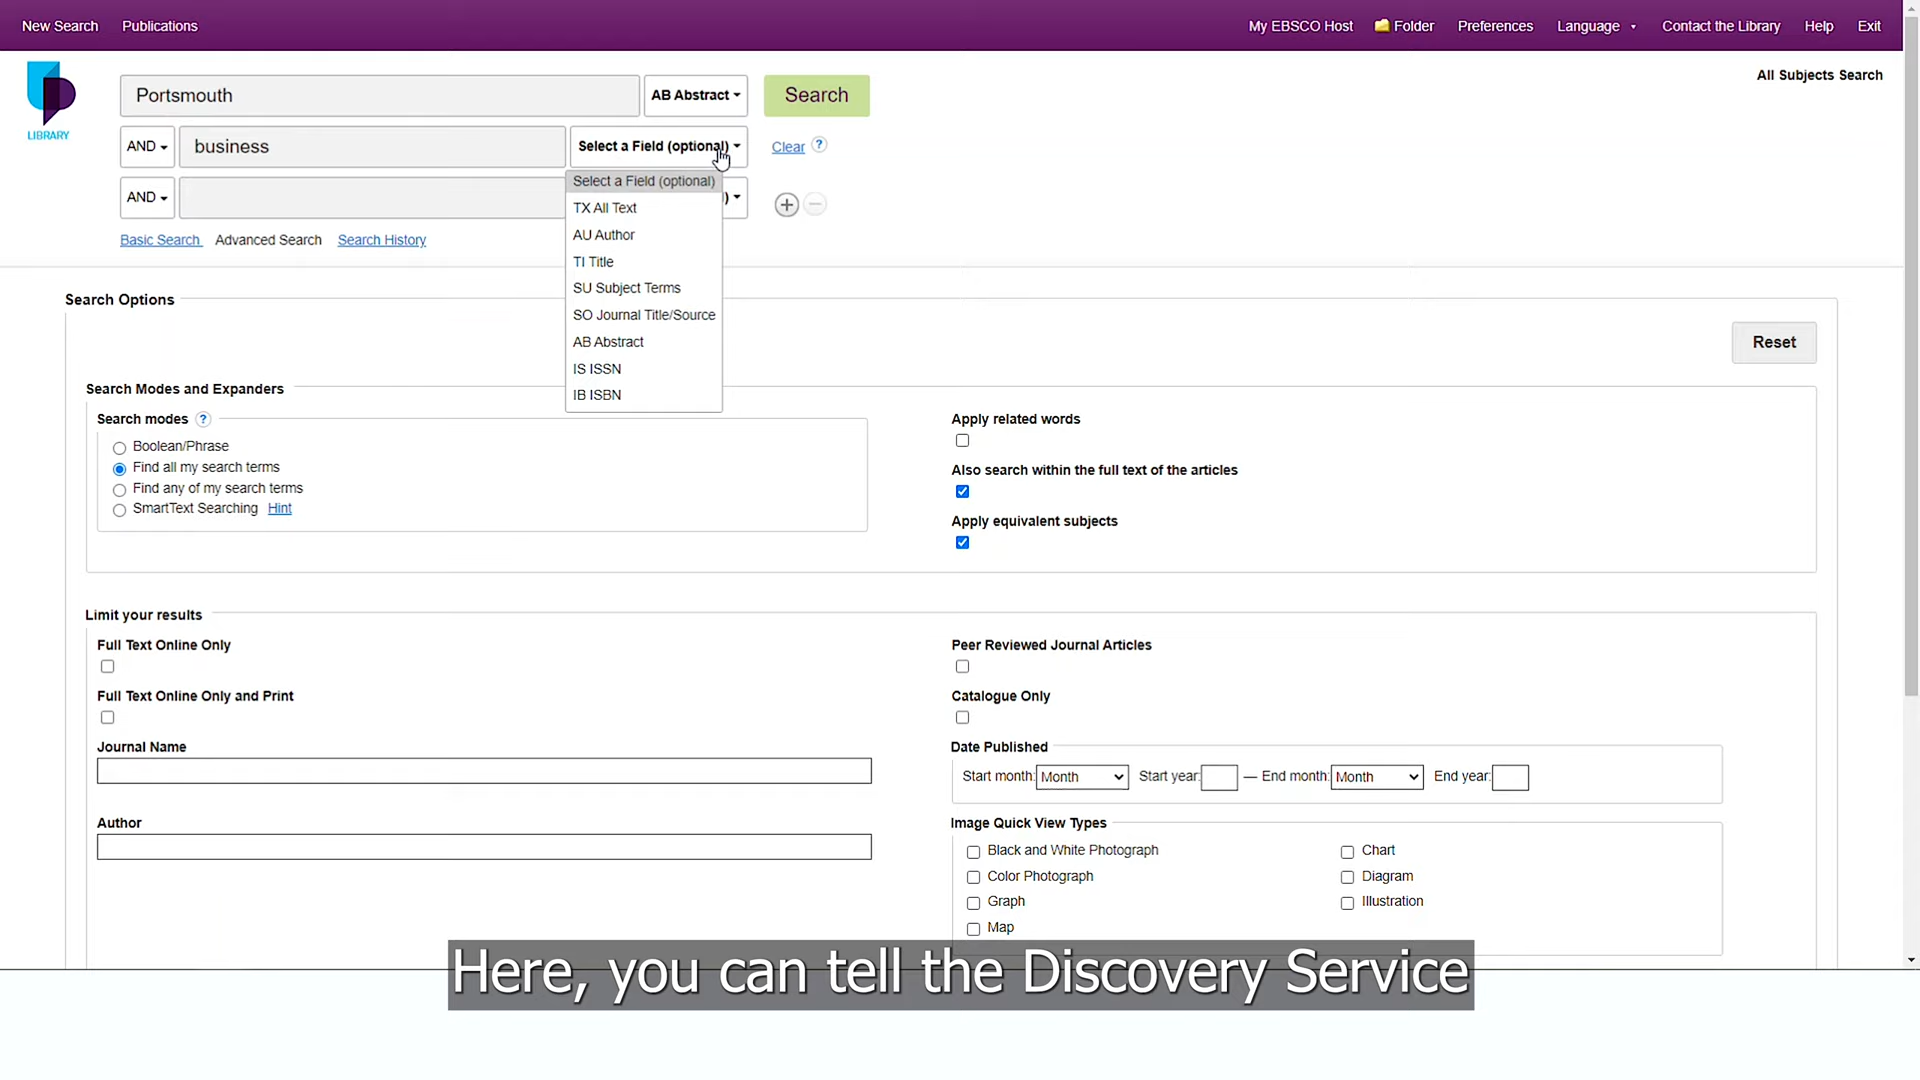 New Search Publications My EBSCO Host Folder Preferences Language Contact the Library Help Exit
LIBRARY
All Subjects Search
Portsmouth AB Abstract Search
AND business Select a Field (optional) Clear ?
AND )
Select a Field (optional)
TX All Text
AU Author
TI Title
SU Subject Terms
SO Journal Title/Source
AB Abstract
IS ISSN
IB ISBN
Basic Search Advanced Search Search History
Search Options
Reset
Search Modes and Expanders
Search modes ?
Boolean/Phrase
Find all my search terms
Find any of my search terms
SmartText Searching Hint
Apply related words
Also search within the full text of the articles
Apply equivalent subjects
Limit your results
Full Text Online Only
Full Text Online Only and Print
Journal Name
Author
Peer Reviewed Journal Articles
Catalogue Only
Date Published
Start month: Month Start year: — End month: Month End year:
Image Quick View Types
Black and White Photograph Chart
Color Photograph Diagram
Graph Illustration
Map
Here, you can tell the Discovery Service